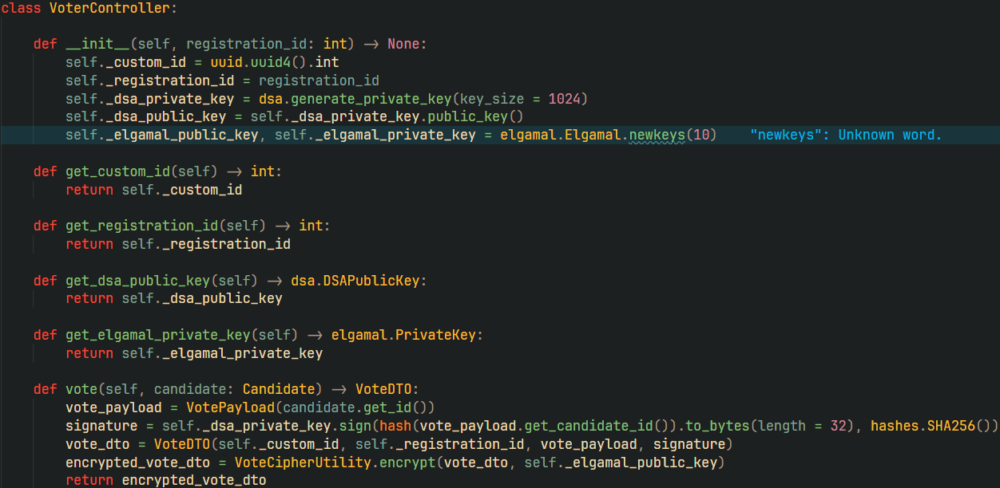 class VoterController:
def __init__(self, registration_id: int) -> None:
self._custom_id = uuid.uuid4().int
self._registration_id = registration_id
self._dsa_private_key = dsa.generate_private_key(key_size = 1024)
self._dsa_public_key = self._dsa_private_key.public_key()
self._elgamal_public_key, self._elgamal_private_key = elgamal.Elgamal.newkeys(10) "newkeys": Unknown word.
def get_custom_id(self) -> int:
return self._custom_id
def get_registration_id(self) -> int:
return self._registration_id
def get_dsa_public_key(self) -> dsa.DSAPublicKey:
return self._dsa_public_key
def get_elgamal_private_key(self) -> elgamal.PrivateKey:
return self._elgamal_private_key
def vote(self, candidate: Candidate) -> VoteDTO:
vote_payload = VotePayload(candidate.get_id())
signature = self._dsa_private_key.sign(hash(vote_payload.get_candidate_id()).to_bytes(length = 32), hashes.SHA256())
vote_dto = VoteDTO(self._custom_id, self._registration_id, vote_payload, signature)
encrypted_vote_dto = VoteCipherUtility.encrypt(vote_dto, self._elgamal_public_key)
return encrypted_vote_dto